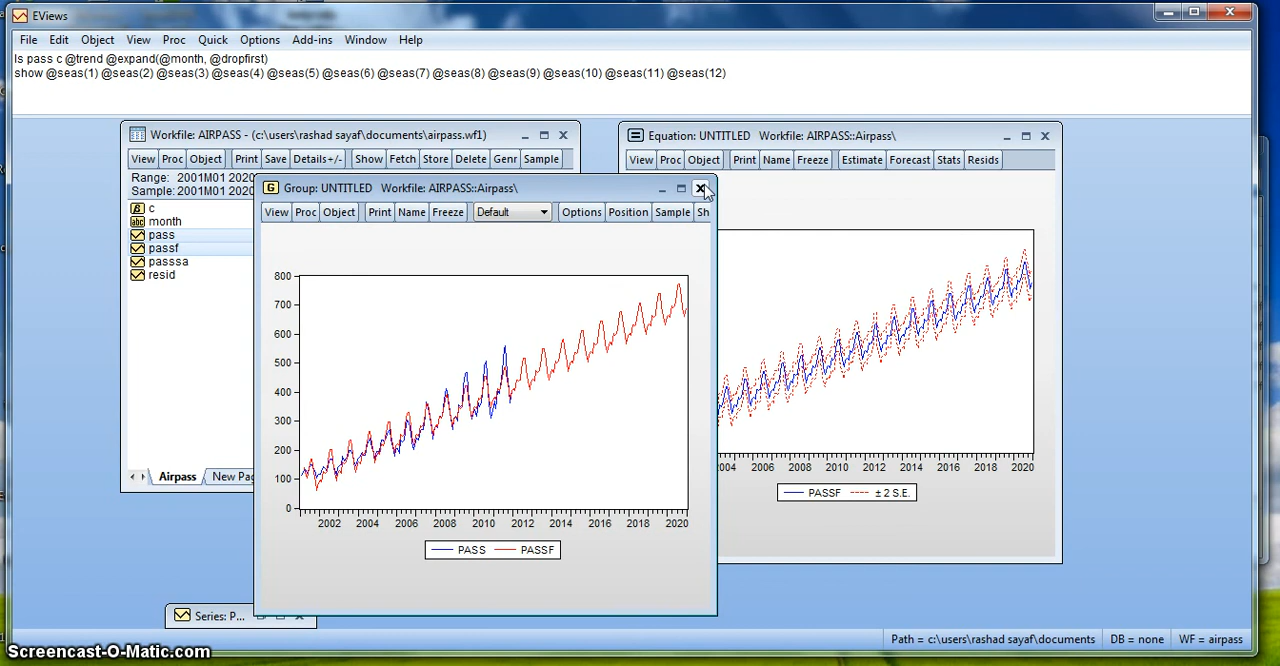 EViews
File Edit Object View Proc Quick Options Add-ins Window Help
ls pass c @trend @expand(@month, @dropfirst)
show @seas(1) @seas(2) @seas(3) @seas(4) @seas(5) @seas(6) @seas(7) @seas(8) @seas(9) @seas(10) @seas(11) @seas(12)
Workfile: AIRPASS - (c:\users\rashad sayaf\documents\airpass.wf1)
View Proc Object Print Save Details+/- Show Fetch Store Delete Genr Sample
Range: 2001M01 2020
Sample: 2001M01 2020
c
month
pass
passf
passsa
resid
Airpass New Pag
Equation: UNTITLED Workfile: AIRPASS::Airpass\
View Proc Object Print Name Freeze Estimate Forecast Stats Resids
2004 2006 2008 2010 2012 2014 2016 2018 2020
PASSF ± 2 S.E.
Group: UNTITLED Workfile: AIRPASS::Airpass\
View Proc Object Print Name Freeze Default Options Position Sample Sh
800
700
600
500
400
300
200
100
0
2002 2004 2006 2008 2010 2012 2014 2016 2018 2020
PASS PASSF
Series: P...
Path = c:\users\rashad sayaf\documents DB = none WF = airpass
Screencast-O-Matic.com